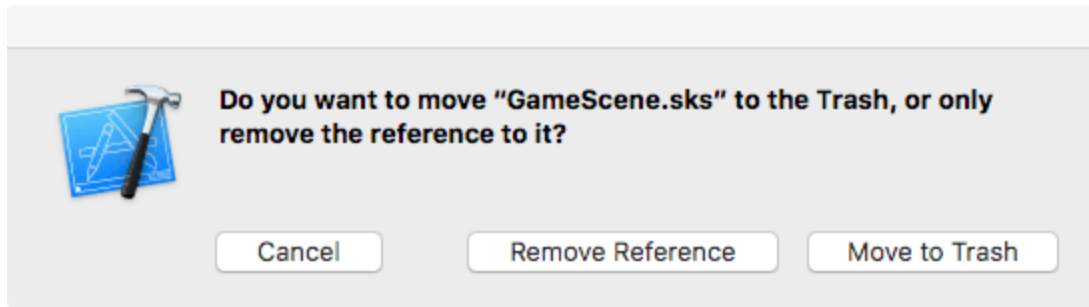 Do you want to move “GameScene.sks” to the Trash, or only
remove the reference to it?
Cancel Remove Reference Move to Trash